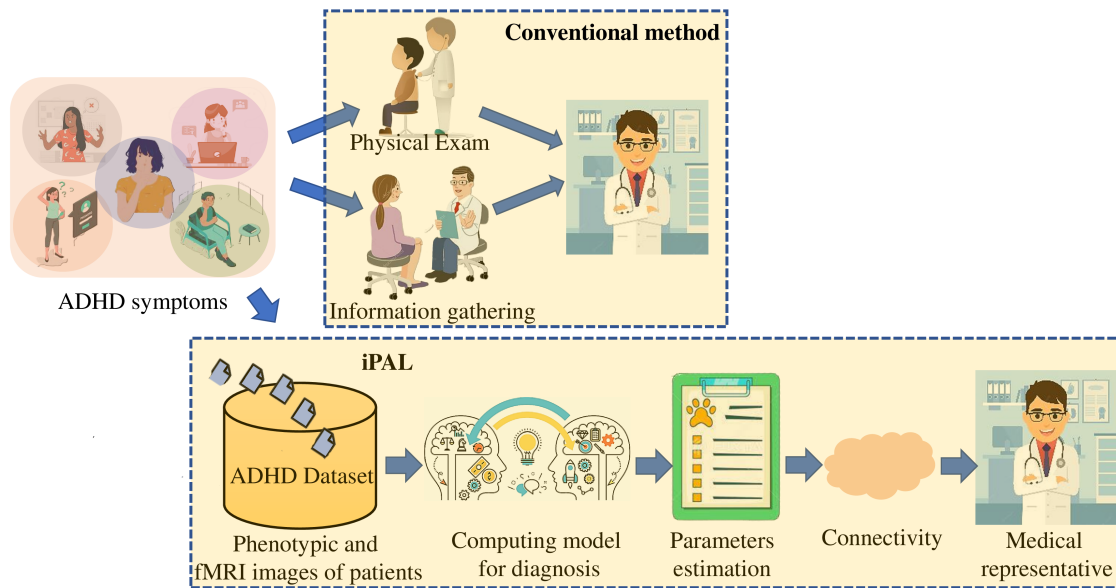 Conventional method
Physical Exam
Information gathering
ADHD symptoms
iPAL
ADHD Dataset
Phenotypic and
fMRI images of patients
Computing model
for diagnosis
Parameters
estimation
Connectivity
Medical
representative